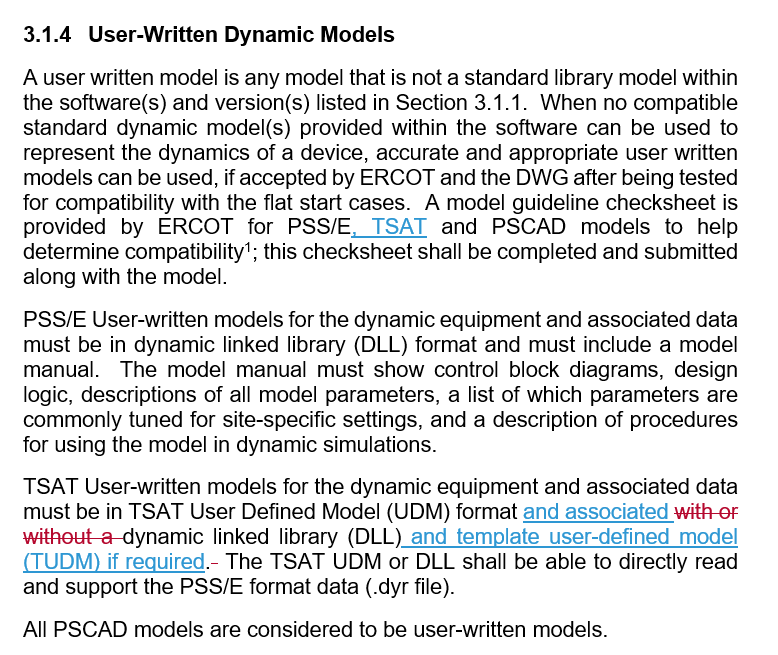 3.1.4 User-Written Dynamic Models
A user written model is any model that is not a standard library model within
the software(s) and version(s) listed in Section 3.1.1. When no compatible
standard dynamic model(s) provided within the software can be used to
represent the dynamics of a device, accurate and appropriate user written
models can be used, if accepted by ERCOT and the DWG after being tested
for compatibility with the flat start cases. A model guideline checksheet is
provided by ERCOT for PSS/E, TSAT and PSCAD models to help
determine compatibility¹; this checksheet shall be completed and submitted
along with the model.
PSS/E User-written models for the dynamic equipment and associated data
must be in dynamic linked library (DLL) format and must include a model
manual. The model manual must show control block diagrams, design
logic, descriptions of all model parameters, a list of which parameters are
commonly tuned for site-specific settings, and a description of procedures
for using the model in dynamic simulations.
TSAT User-written models for the dynamic equipment and associated data
must be in TSAT User Defined Model (UDM) format and associated with or
without a dynamic linked library (DLL) and template user-defined model
(TUDM) if required.- The TSAT UDM or DLL shall be able to directly read
and support the PSS/E format data (.dyr file).
All PSCAD models are considered to be user-written models.